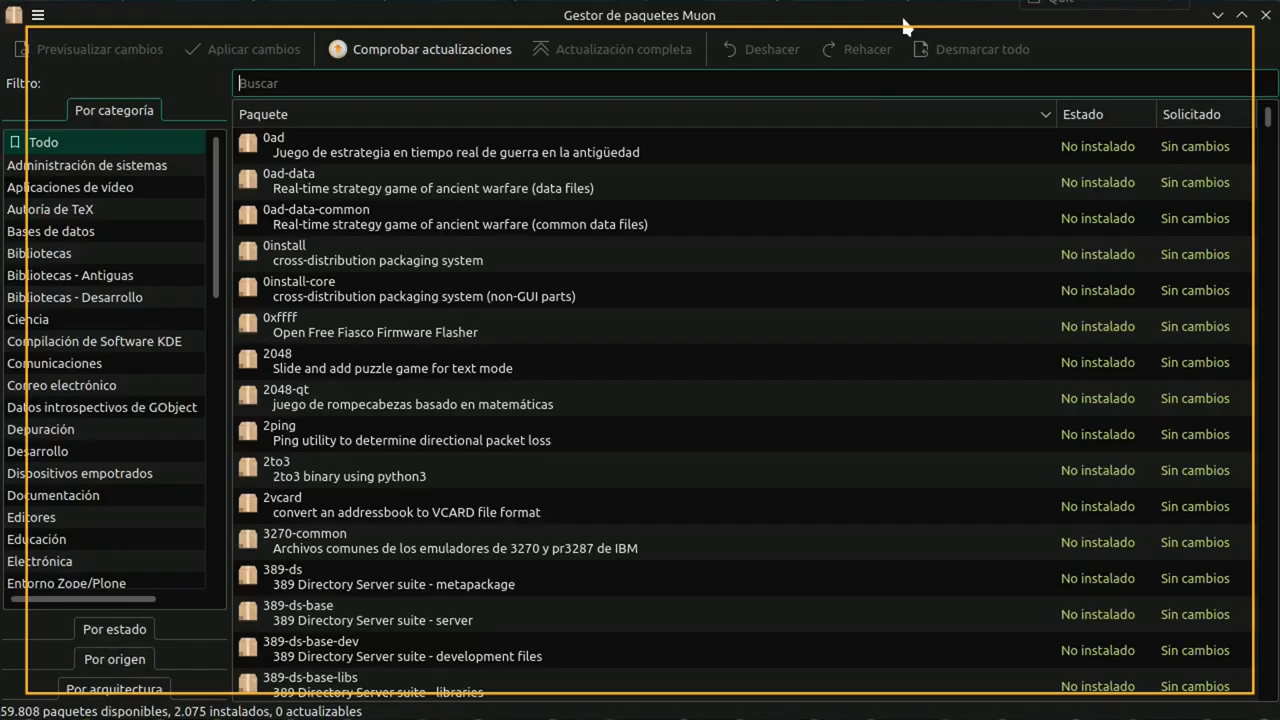 Gestor de paquetes Muon
Previsualizar cambios
Aplicar cambios
Comprobar actualizaciones
Actualización completa
Deshacer
Rehacer
Desmarcar todo
Filtro:
Buscar
Por categoría
Todo
Administración de sistemas
Aplicaciones de vídeo
Autoría de TeX
Bases de datos
Bibliotecas
Bibliotecas - Antiguas
Bibliotecas - Desarrollo
Ciencia
Compilación de Software KDE
Comunicaciones
Correo electrónico
Datos introspectivos de GObject
Depuración
Desarrollo
Dispositivos empotrados
Documentación
Editores
Educación
Electrónica
Entorno Zope/Plone
Por estado
Por origen
Por arquitectura
Paquete Estado Solicitado
0ad
Juego de estrategia en tiempo real de guerra en la antigüedad
No instalado Sin cambios
0ad-data
Real-time strategy game of ancient warfare (data files)
No instalado Sin cambios
0ad-data-common
Real-time strategy game of ancient warfare (common data files)
No instalado Sin cambios
0install
cross-distribution packaging system
No instalado Sin cambios
0install-core
cross-distribution packaging system (non-GUI parts)
No instalado Sin cambios
0xffff
Open Free Fiasco Firmware Flasher
No instalado Sin cambios
2048
Slide and add puzzle game for text mode
No instalado Sin cambios
2048-qt
juego de rompecabezas basado en matemáticas
No instalado Sin cambios
2ping
Ping utility to determine directional packet loss
No instalado Sin cambios
2to3
2to3 binary using python3
No instalado Sin cambios
2vcard
convert an addressbook to VCARD file format
No instalado Sin cambios
3270-common
Archivos comunes de los emuladores de 3270 y pr3287 de IBM
No instalado Sin cambios
389-ds
389 Directory Server suite - metapackage
No instalado Sin cambios
389-ds-base
389 Directory Server suite - server
No instalado Sin cambios
389-ds-base-dev
389 Directory Server suite - development files
No instalado Sin cambios
389-ds-base-libs
389 Directory Server suite - libraries
No instalado Sin cambios
59.808 paquetes disponibles, 2.075 instalados, 0 actualizables